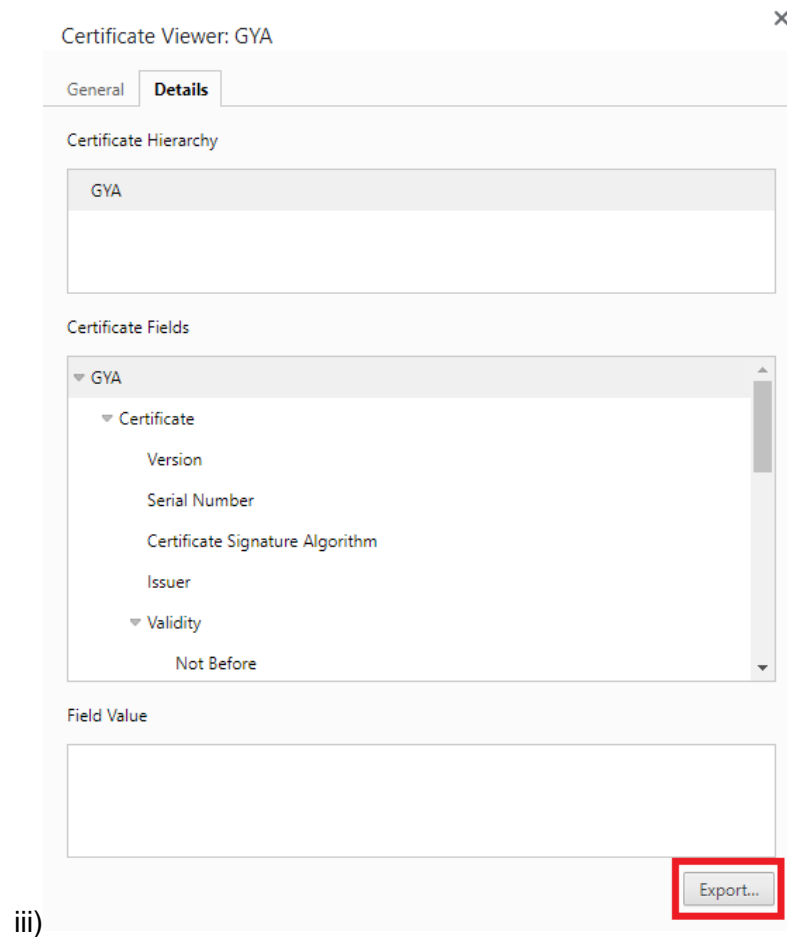 Certificate Viewer: GYA
General Details
Certificate Hierarchy
GYA
Certificate Fields
GYA
Certificate
Version
Serial Number
Certificate Signature Algorithm
Issuer
Validity
Not Before
Field Value
Export...
iii)